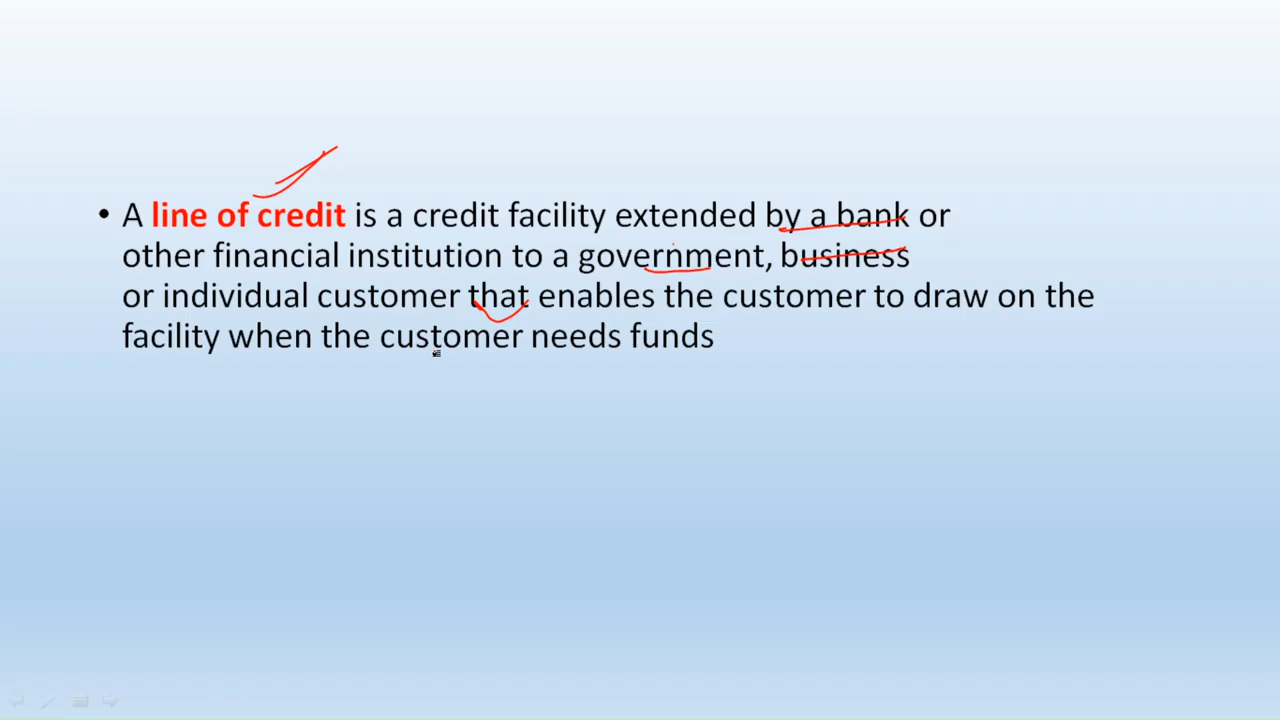 • A line of credit is a credit facility extended by a bank or
other financial institution to a government, business
or individual customer that enables the customer to draw on the
facility when the customer needs funds